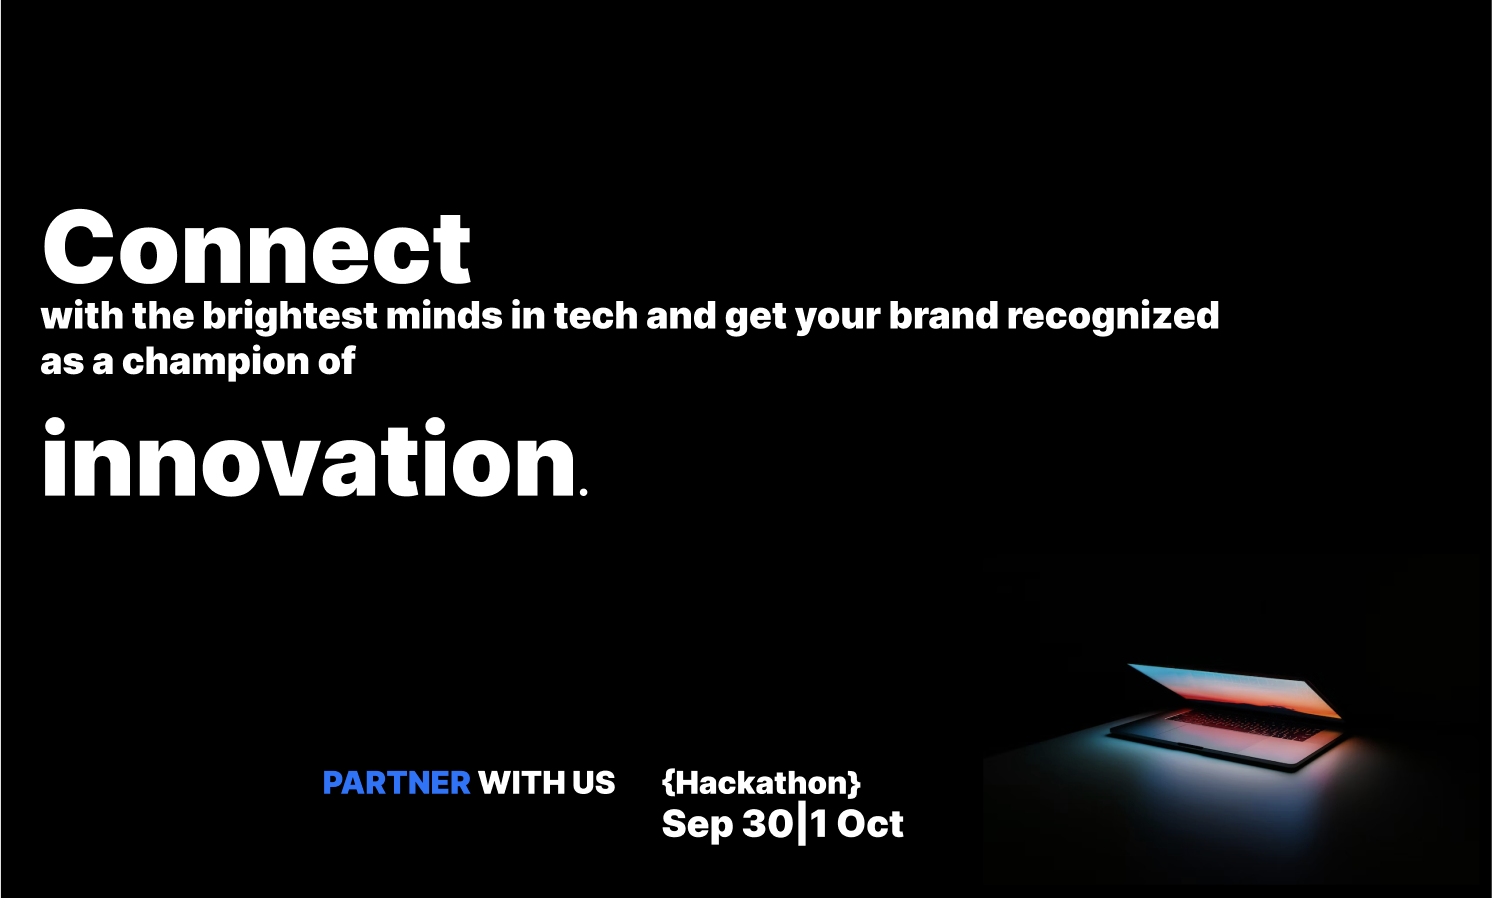 Connect
with the brightest minds in tech and get your brand recognized
as a champion of
innovation.
PARTNER WITH US
{Hackathon}
Sep 30|1 Oct